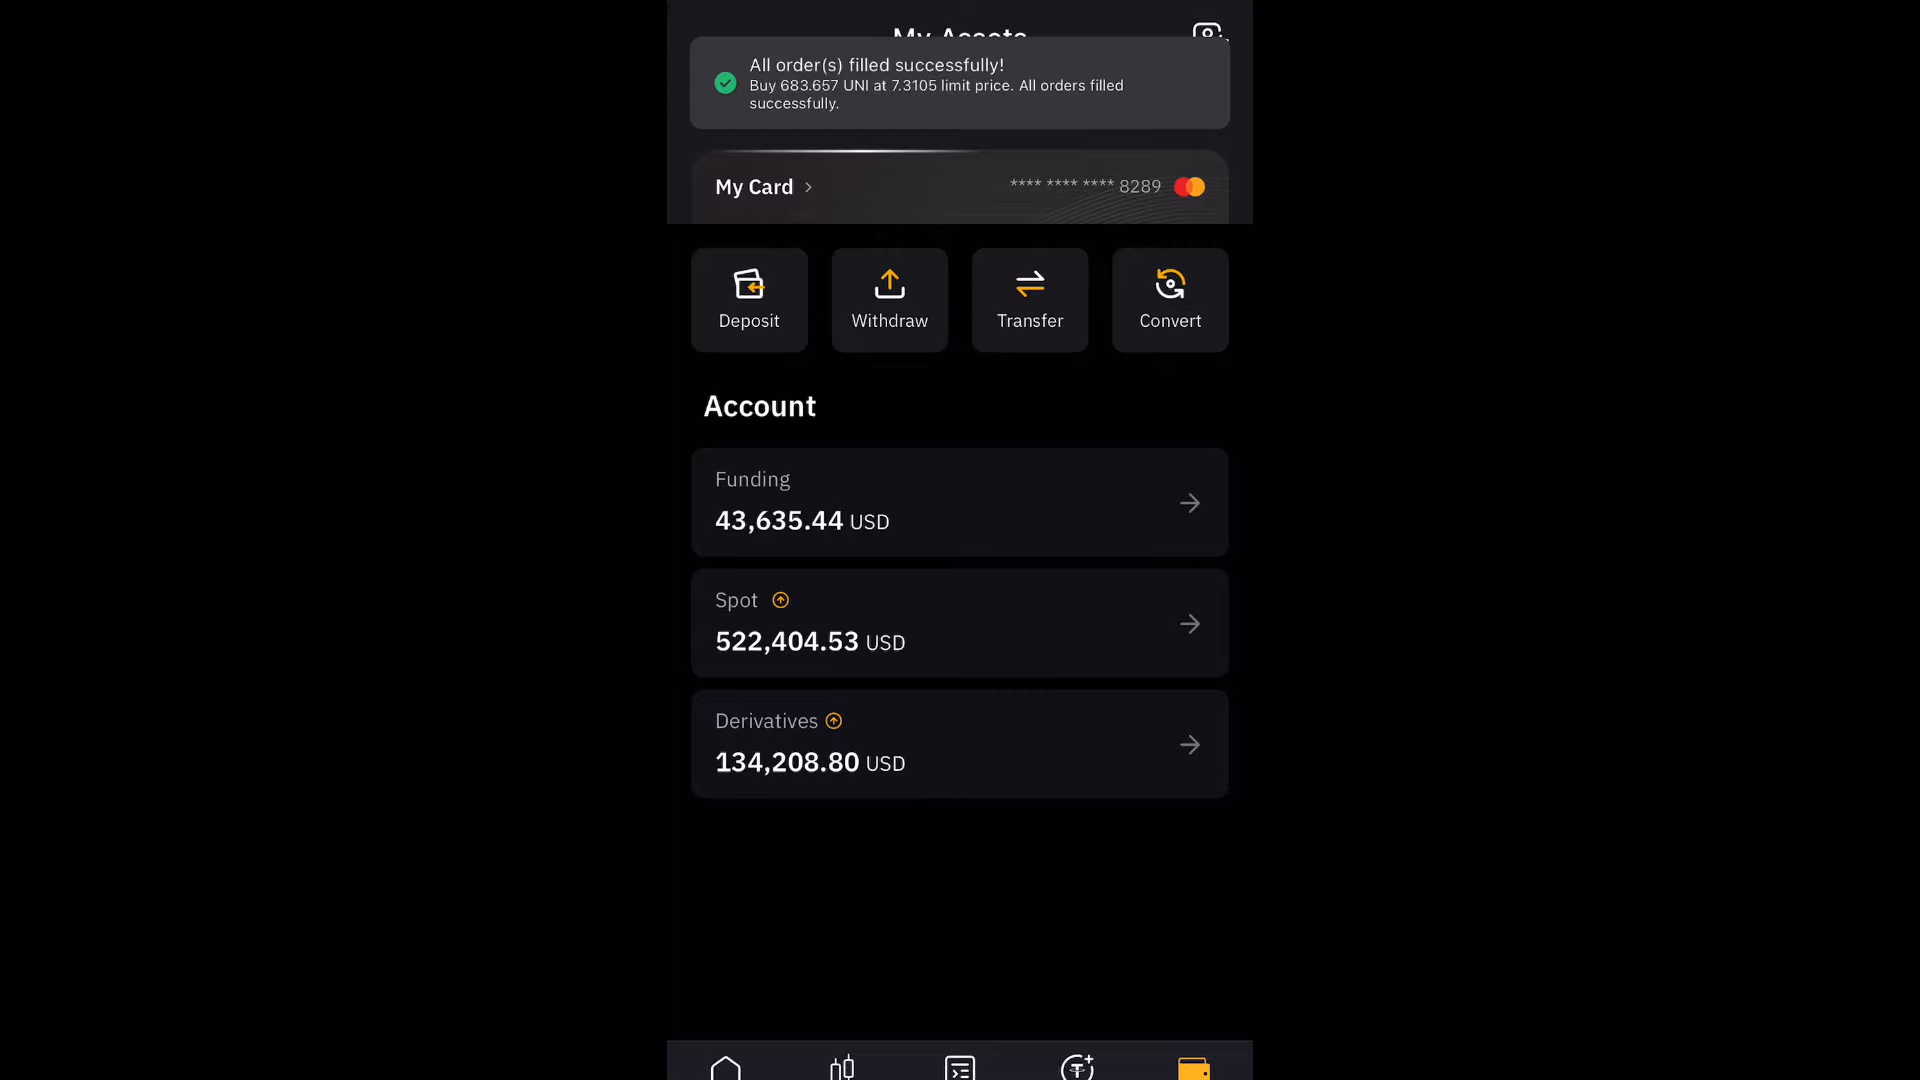 My Assets
All order(s) filled successfully!
Buy 683.657 UNI at 7.3105 limit price. All orders filled
successfully.
My Card
**** **** **** 8289
Deposit
Withdraw
Transfer
Convert
Account
Funding
43,635.44 USD
Spot
522,404.53 USD
Derivatives
134,208.80 USD